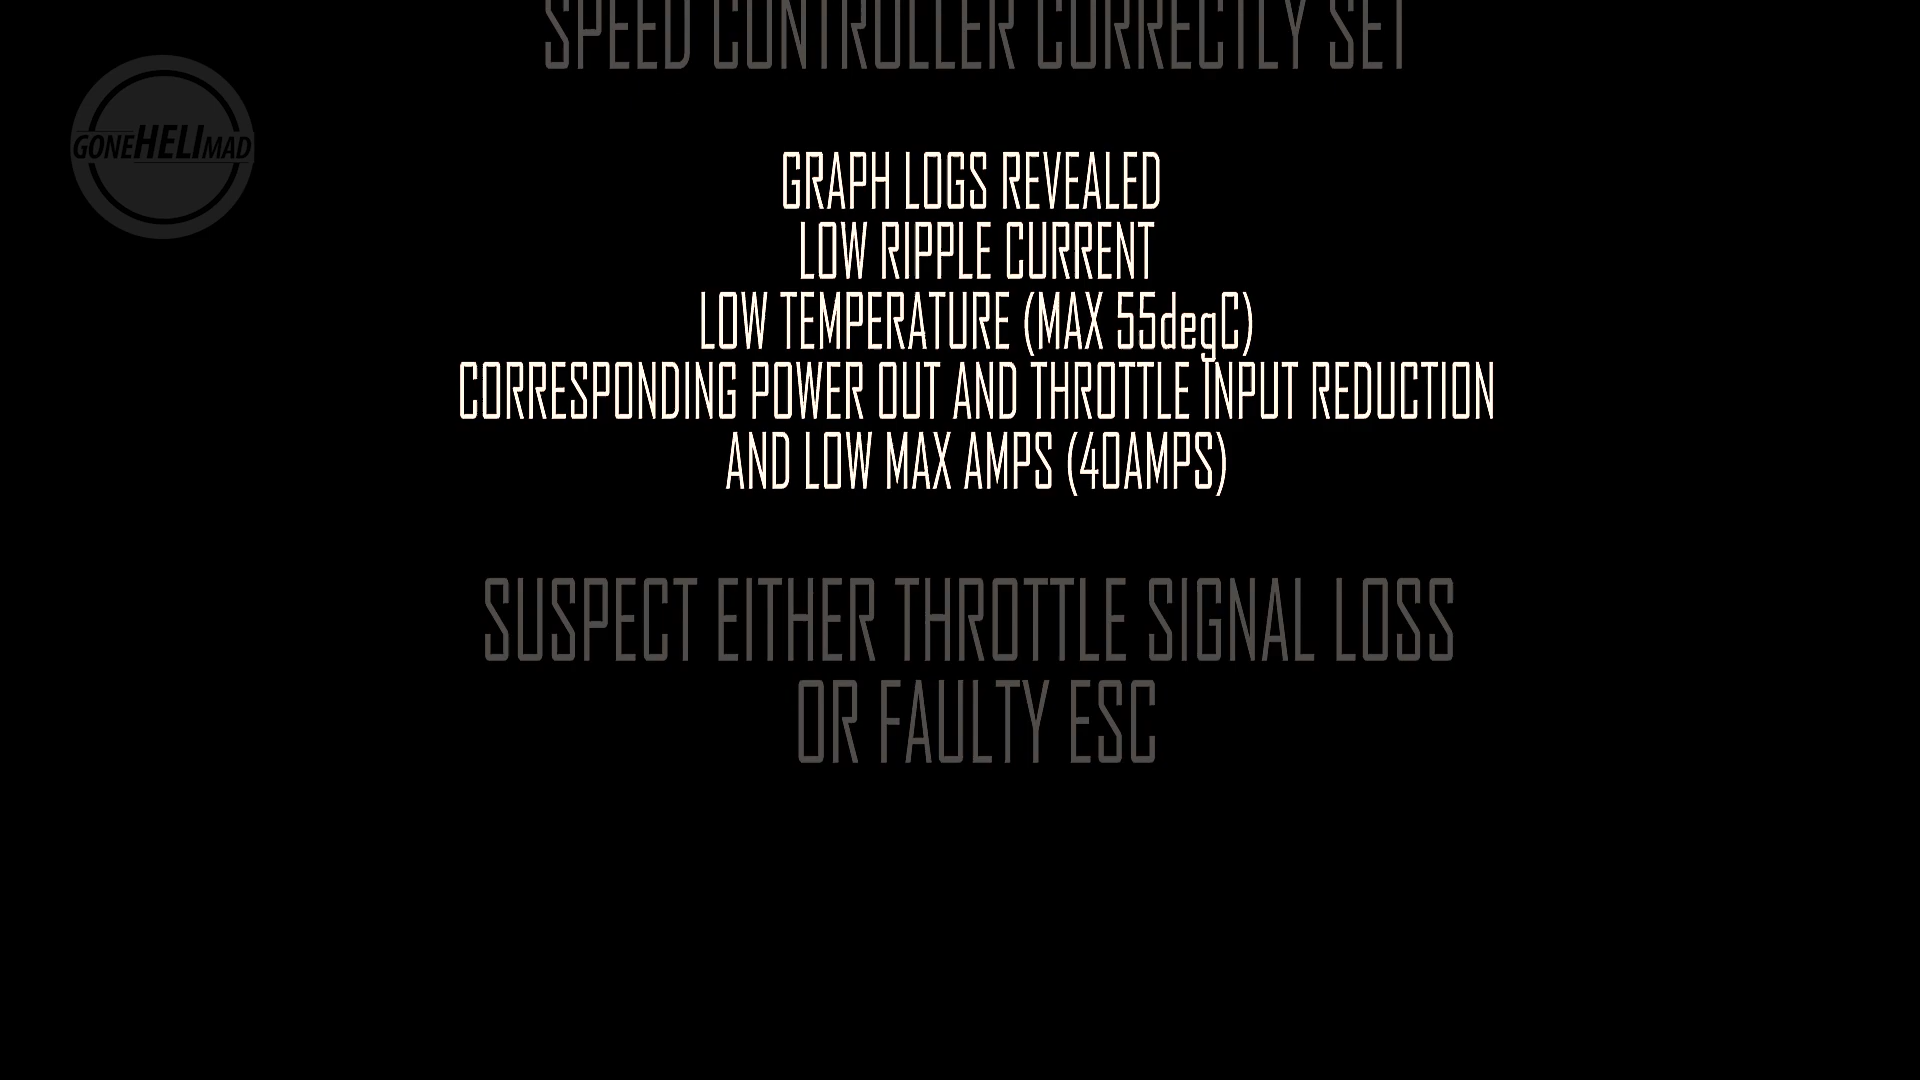 SPEED CONTROLLER CORRECTLY SET
GONEHELIMAD
GRAPH LOGS REVEALED
LOW RIPPLE CURRENT
LOW TEMPERATURE (MAX 55degC)
CORRESPONDING POWER OUT AND THROTTLE INPUT REDUCTION
AND LOW MAX AMPS (40AMPS)
SUSPECT EITHER THROTTLE SIGNAL LOSS
OR FAULTY ESC